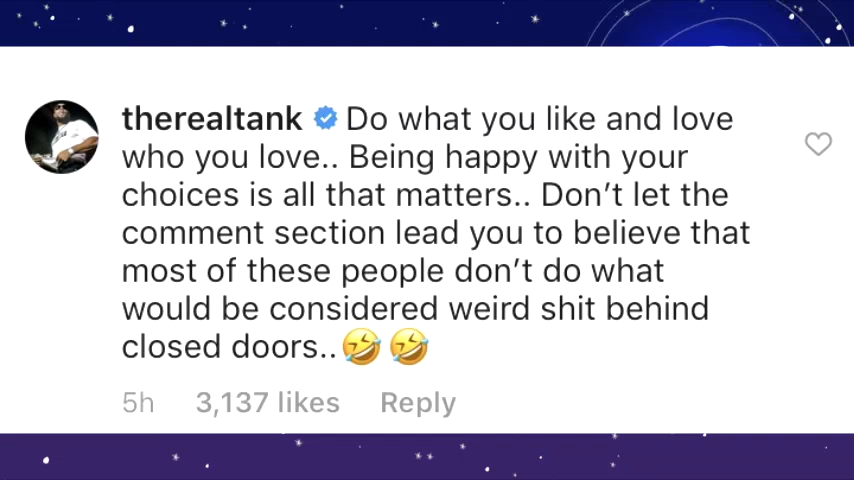 therealtank Do what you like and love
who you love.. Being happy with your
choices is all that matters.. Don’t let the
comment section lead you to believe that
most of these people don’t do what
would be considered weird shit behind
closed doors..🤣🤣
5h 3,137 likes Reply